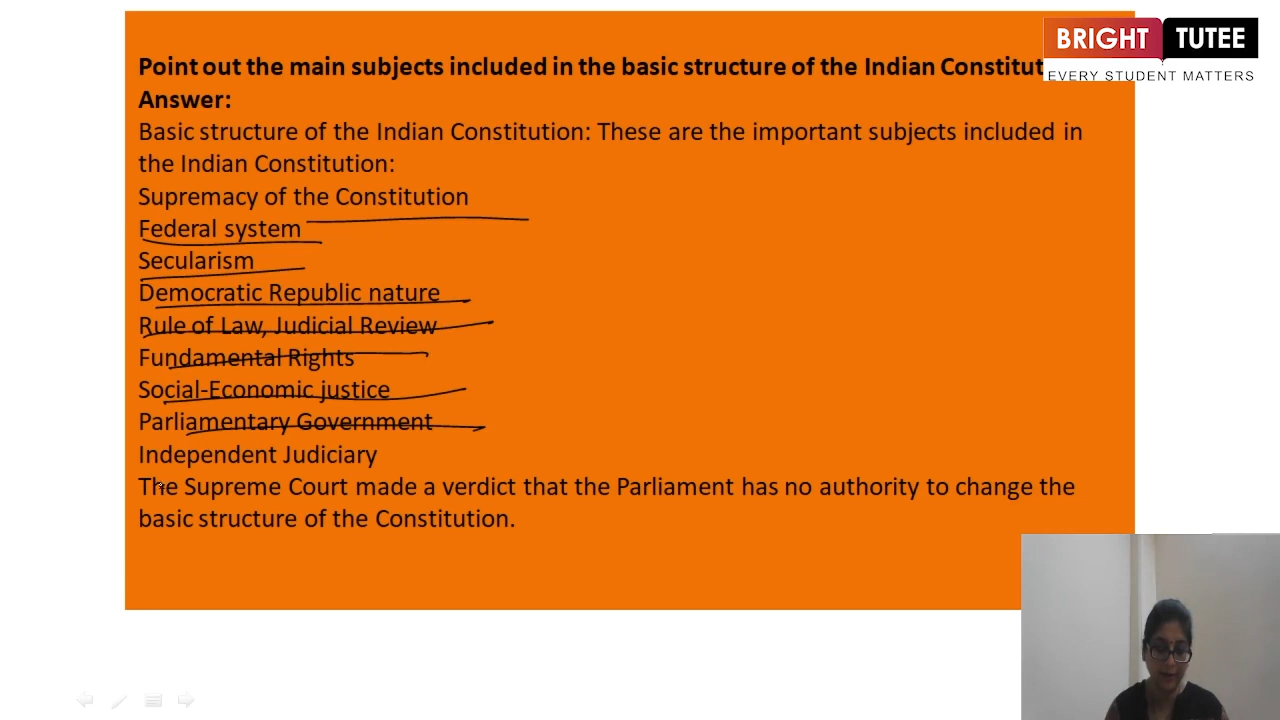 BRIGHT TUTEE
EVERY STUDENT MATTERS
Point out the main subjects included in the basic structure of the Indian Constitut
Answer:
Basic structure of the Indian Constitution: These are the important subjects included in
the Indian Constitution:
Supremacy of the Constitution
Federal system
Secularism
Democratic Republic nature
Rule of Law, Judicial Review
Fundamental Rights
Social-Economic justice
Parliamentary Government
Independent Judiciary
The Supreme Court made a verdict that the Parliament has no authority to change the
basic structure of the Constitution.